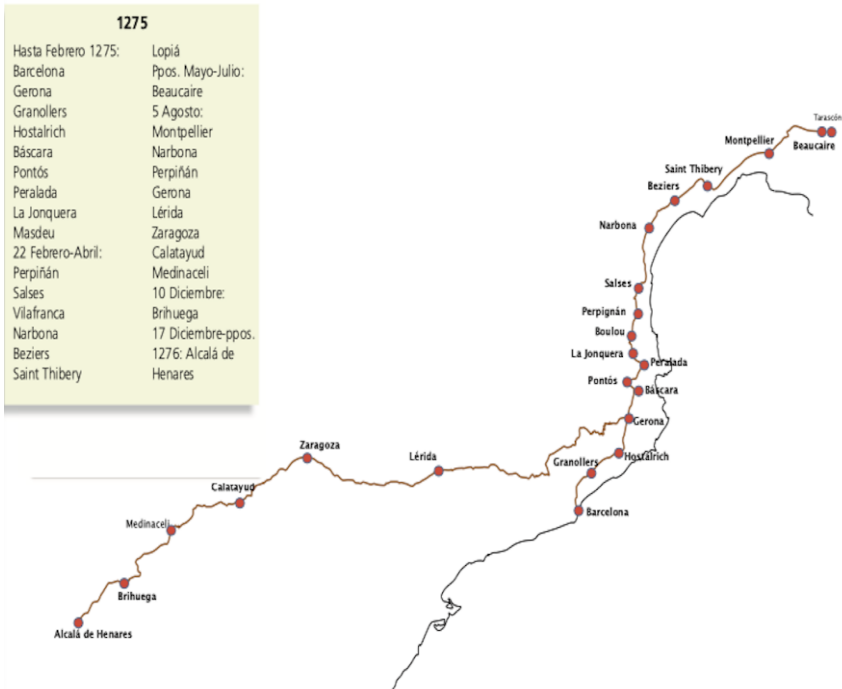 1275
Hasta Febrero 1275:
Barcelona
Gerona
Granollers
Hostalrich
Báscara
Pontós
Peralada
La Jonquera
Masdeu
22 Febrero-Abril:
Perpiñán
Salses
Vilafranca
Narbona
Beziers
Saint Thibery
Lopiá
Ppos. Mayo-Julio:
Beaucaire
5 Agosto:
Montpellier
Narbona
Perpiñán
Gerona
Lérida
Zaragoza
Calatayud
Medinaceli
10 Diciembre:
Brihuega
17 Diciembre-ppos.
1276: Alcalá de
Henares
Tarascón
Beaucaire
Montpellier
Saint Thibery
Beziers
Narbona
Salses
Perpignán
Boulou
La Jonquera
Peralada
Pontós
Báscara
Gerona
Hostalrich
Granollers
Barcelona
Lérida
Zaragoza
Calatayud
Medinaceli
Brihuega
Alcalá de Henares